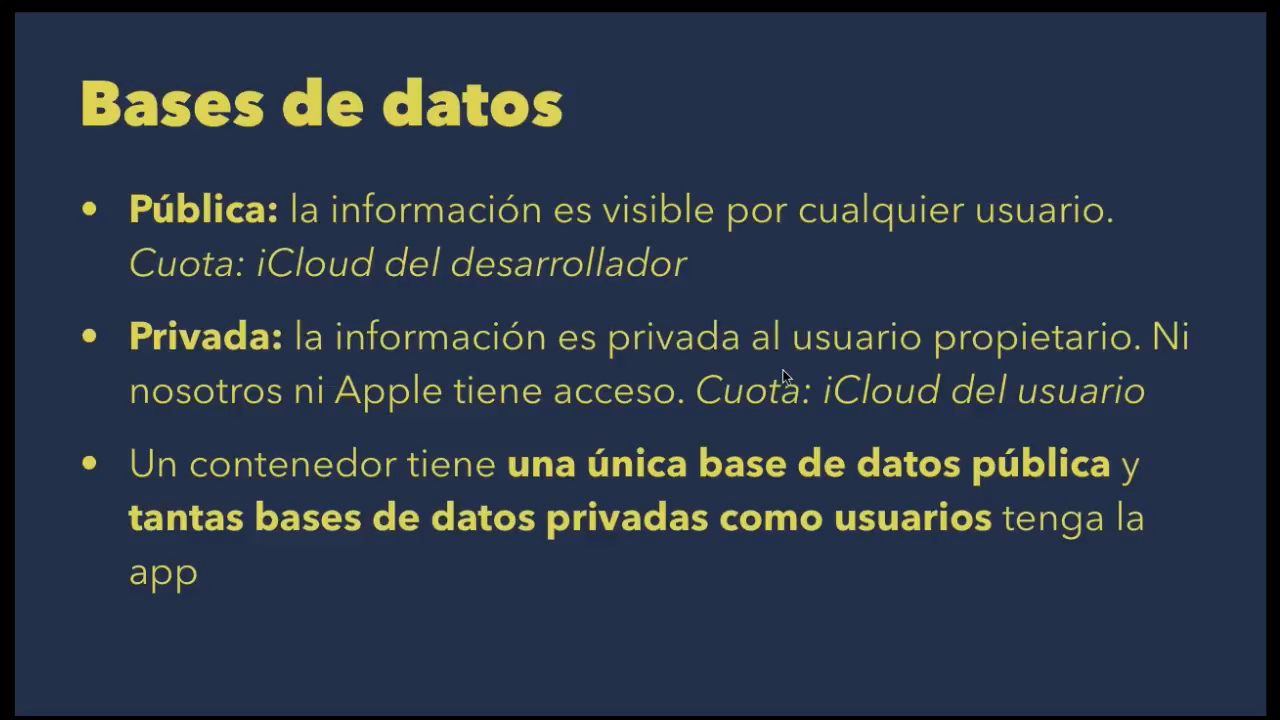 Bases de datos
• Pública: la información es visible por cualquier usuario.
Cuota: iCloud del desarrollador
• Privada: la información es privada al usuario propietario. Ni
nosotros ni Apple tiene acceso. Cuota: iCloud del usuario
• Un contenedor tiene una única base de datos pública y
tantas bases de datos privadas como usuarios tenga la
app